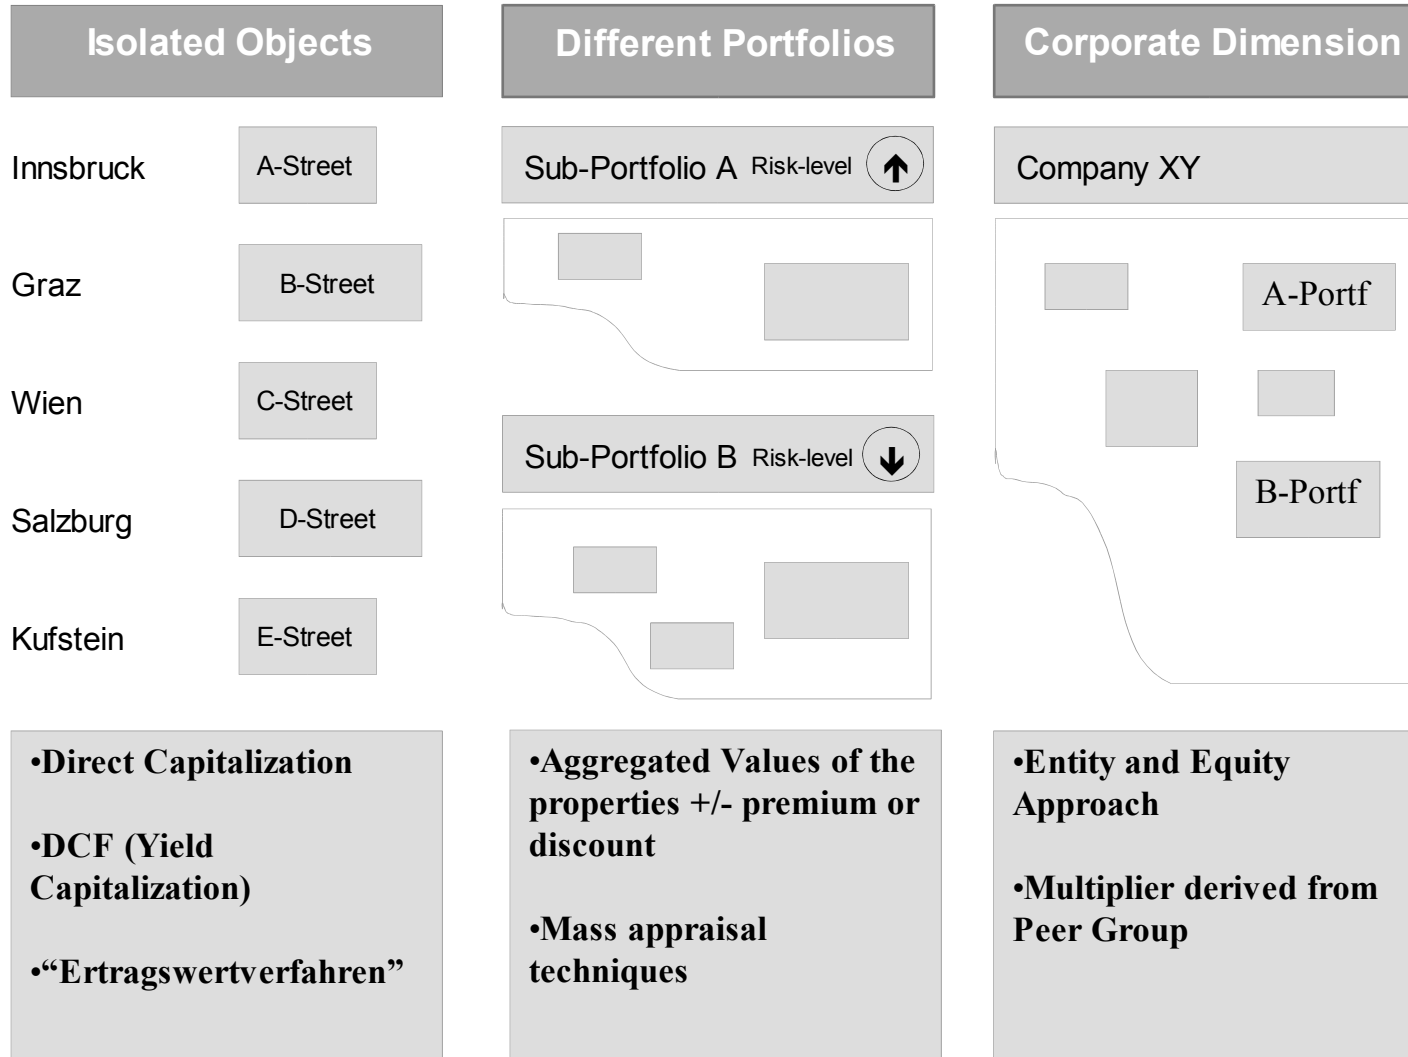 Isolated Objects
Innsbruck
A-Street
Graz
B-Street
Wien
C-Street
Salzburg
D-Street
Kufstein
E-Street
•Direct Capitalization
•DCF (Yield
Capitalization)
•“Ertragswertverfahren”
Different Portfolios
Sub-Portfolio A Risk-level
Sub-Portfolio B Risk-level
•Aggregated Values of the
properties +/- premium or
discount
•Mass appraisal
techniques
Corporate Dimension
Company XY
A-Portf
B-Portf
•Entity and Equity
Approach
•Multiplier derived from
Peer Group